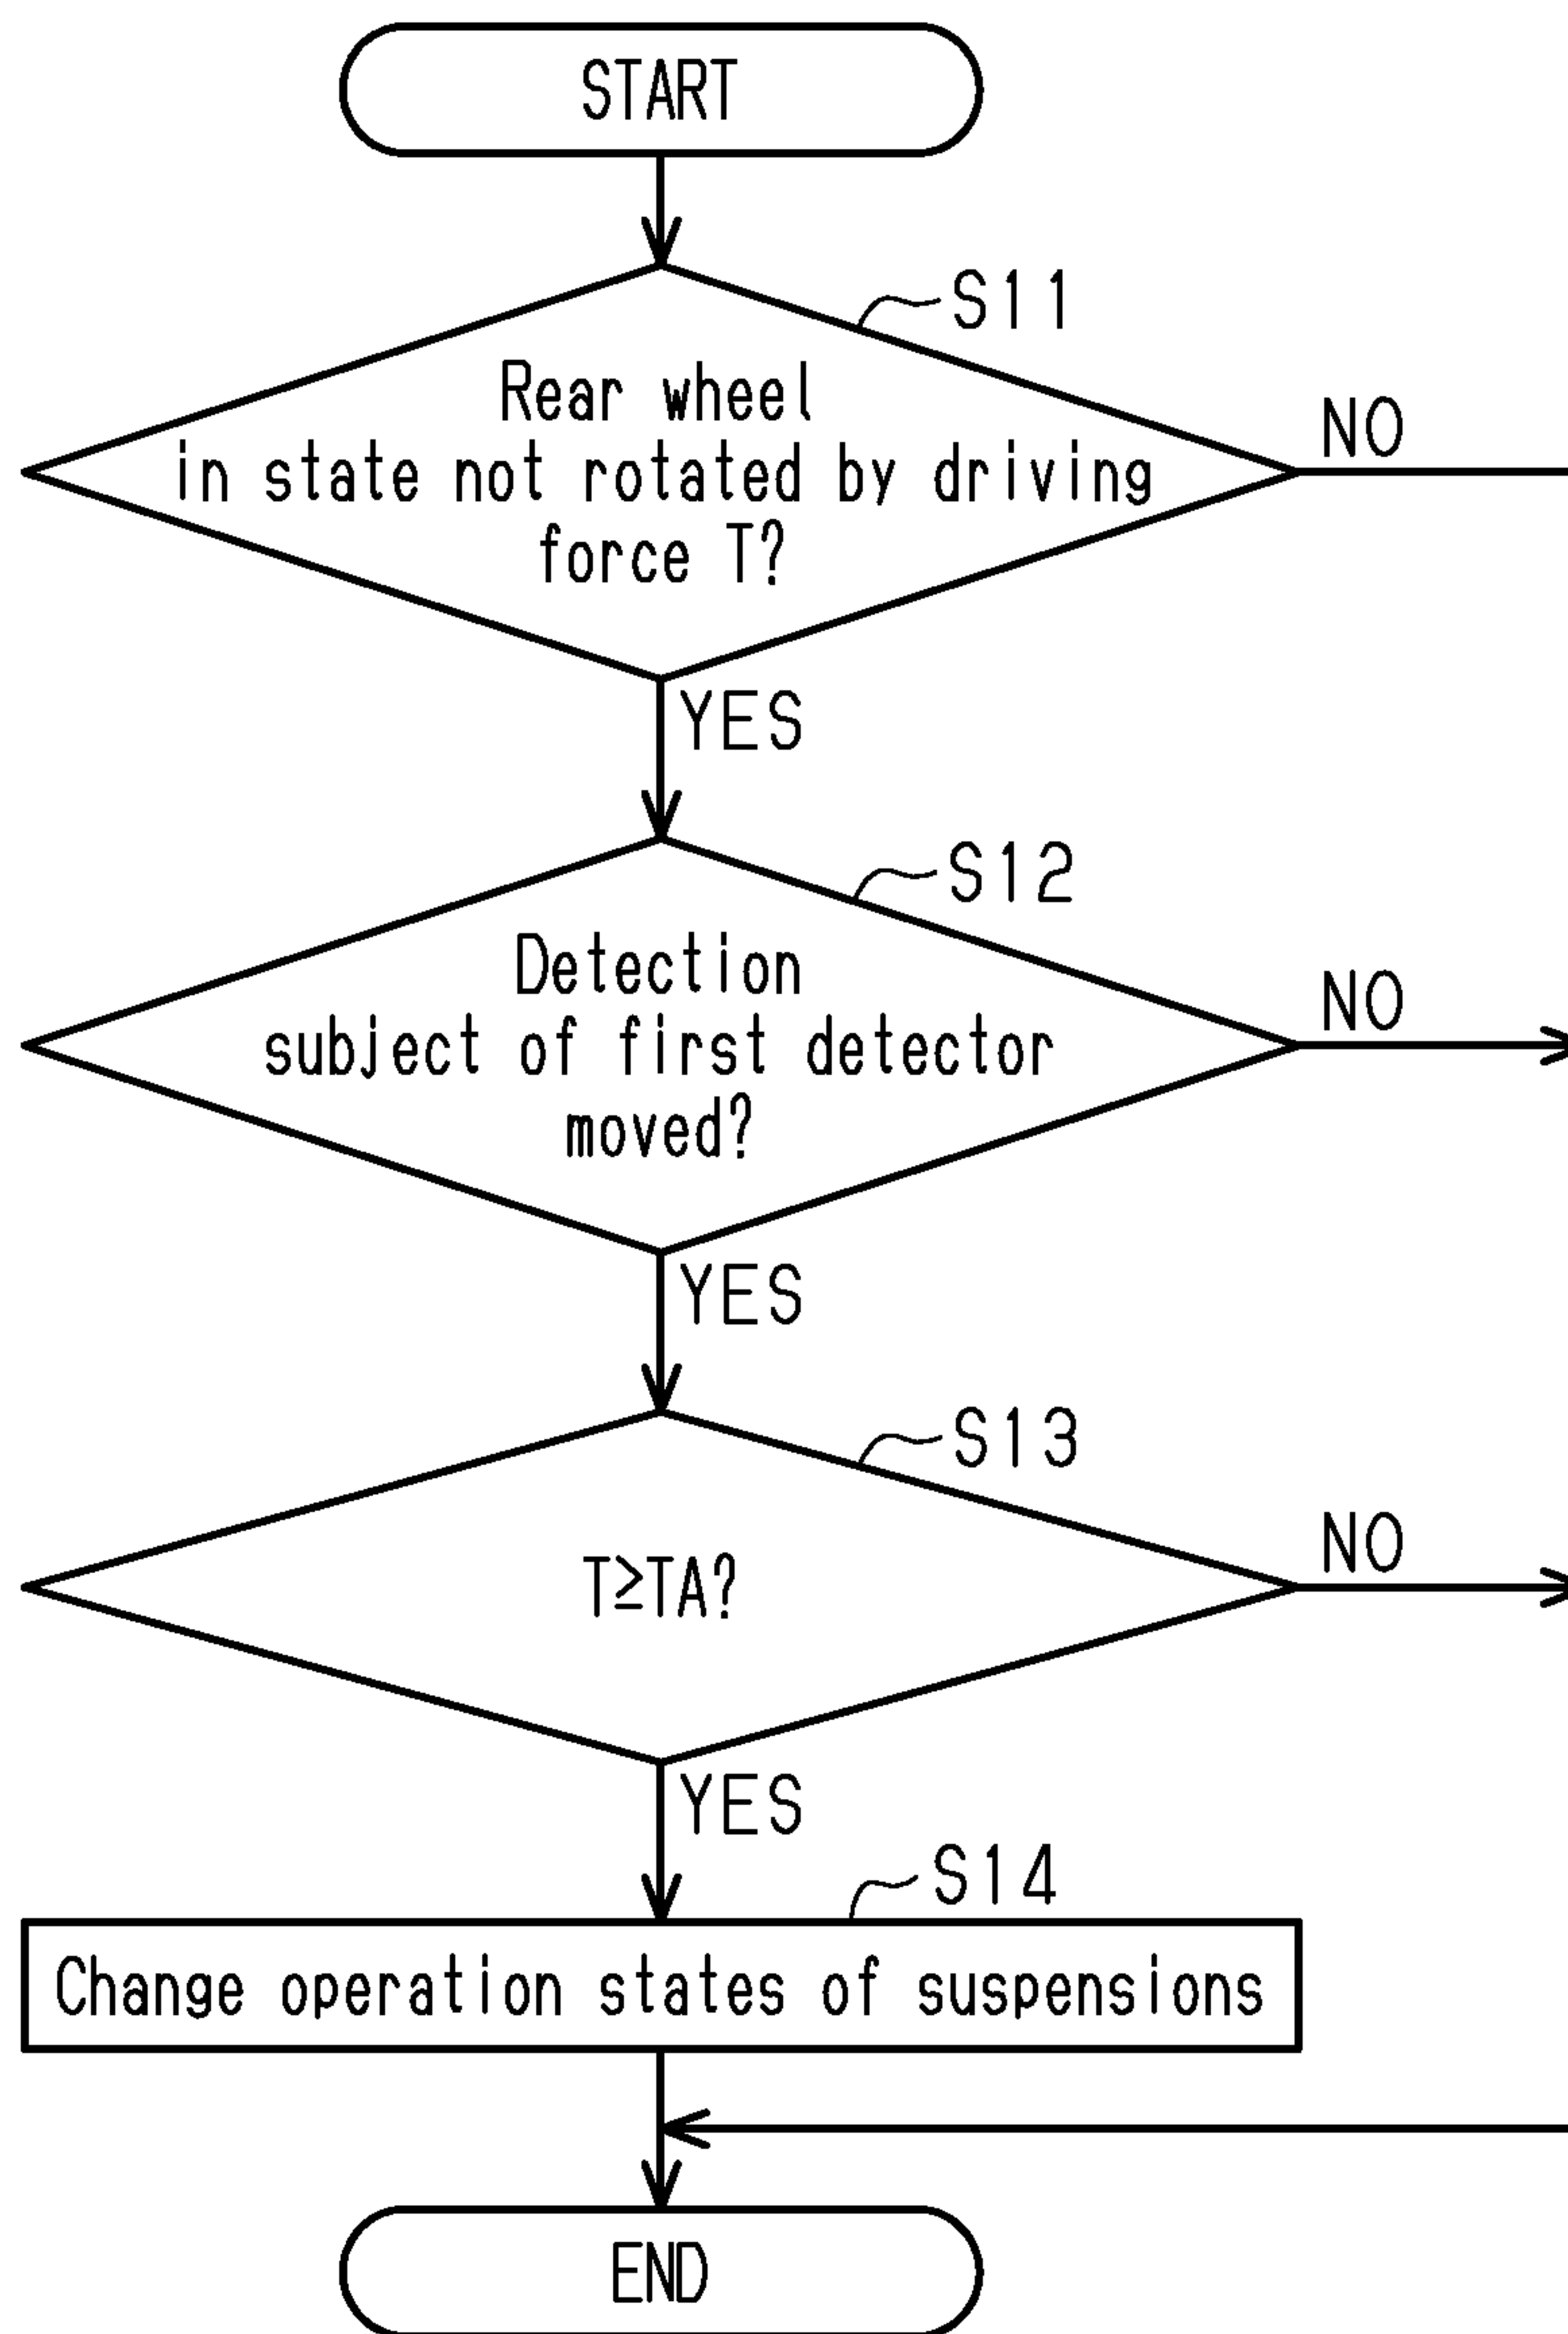 START
S11
Rear wheel
in state not rotated by driving
force T?
NO
YES
S12
Detection
subject of first detector
moved?
NO
YES
S13
T≥TA?
NO
YES
S14
Change operation states of suspensions
END